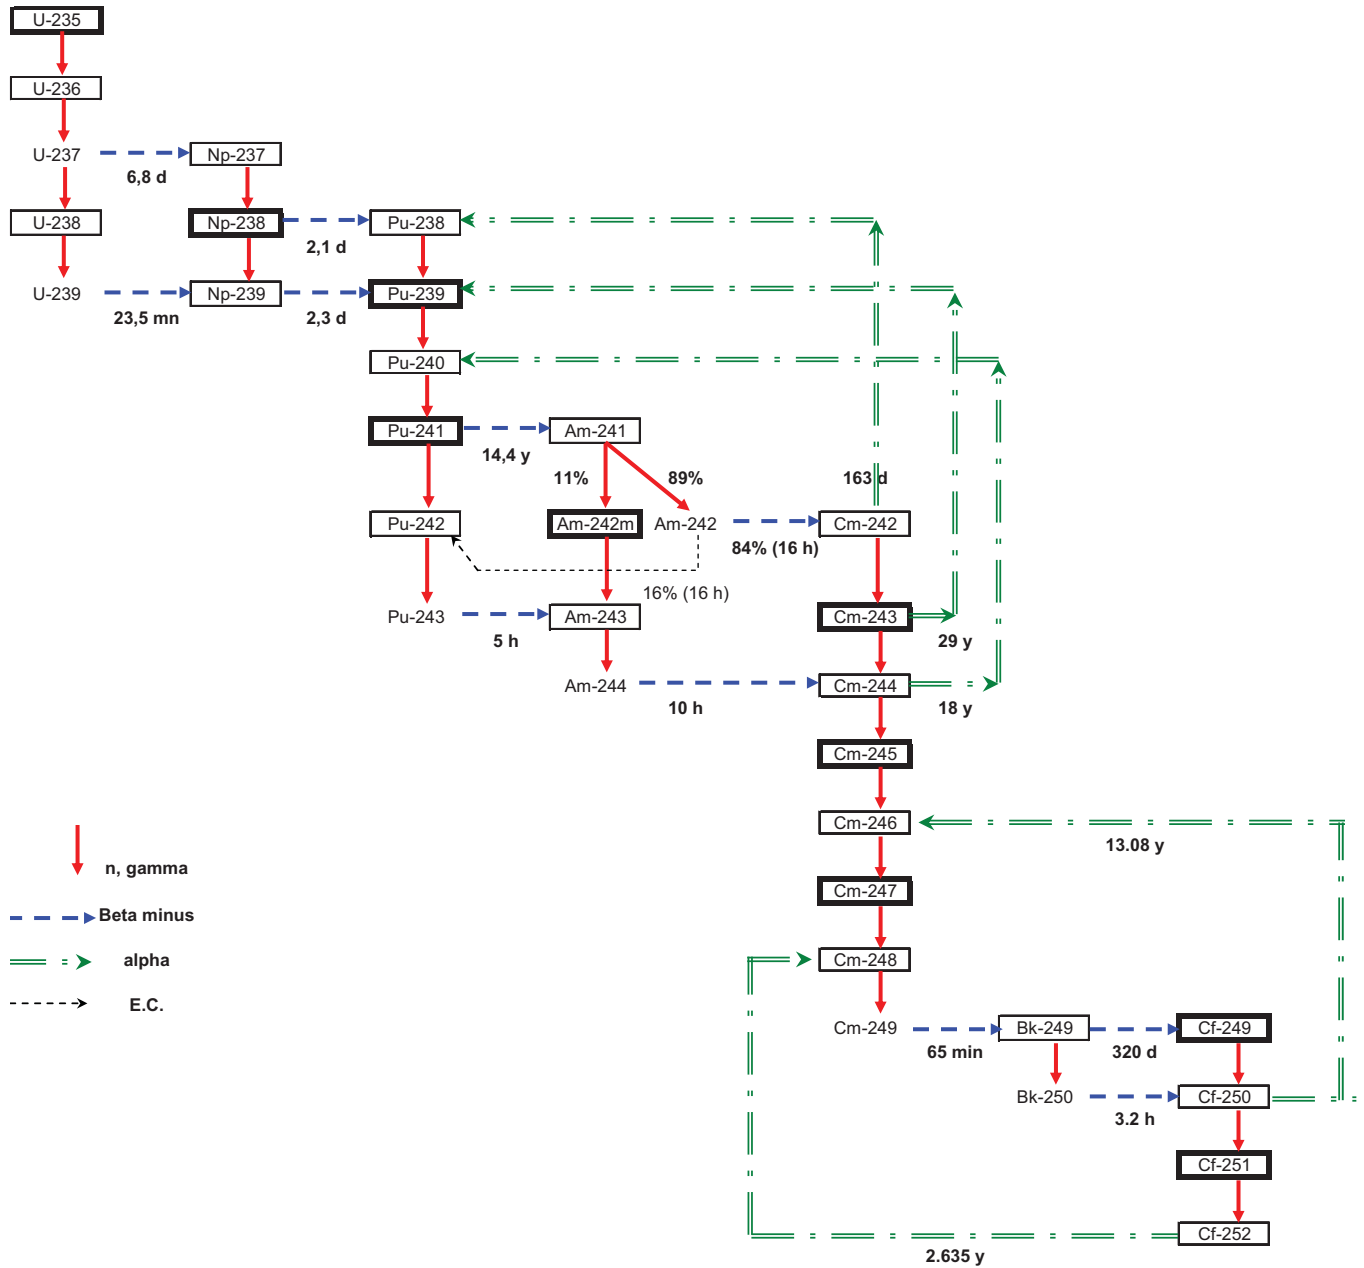 U-235
U-236
U-237
Np-237
6,8 d
U-238
Np-238
Pu-238
2,1 d
U-239
Np-239
Pu-239
23,5 mn
2,3 d
Pu-240
Pu-241
Am-241
14,4 y
11%
89%
163 d
Pu-242
Am-242m
Am-242
Cm-242
84% (16 h)
16% (16 h)
Pu-243
Am-243
Cm-243
5 h
29 y
Am-244
Cm-244
10 h
18 y
Cm-245
Cm-246
13.08 y
n, gamma
Cm-247
Beta minus
alpha
Cm-248
E.C.
Cm-249
Bk-249
Cf-249
65 min
320 d
Bk-250
Cf-250
3.2 h
Cf-251
Cf-252
2.635 y